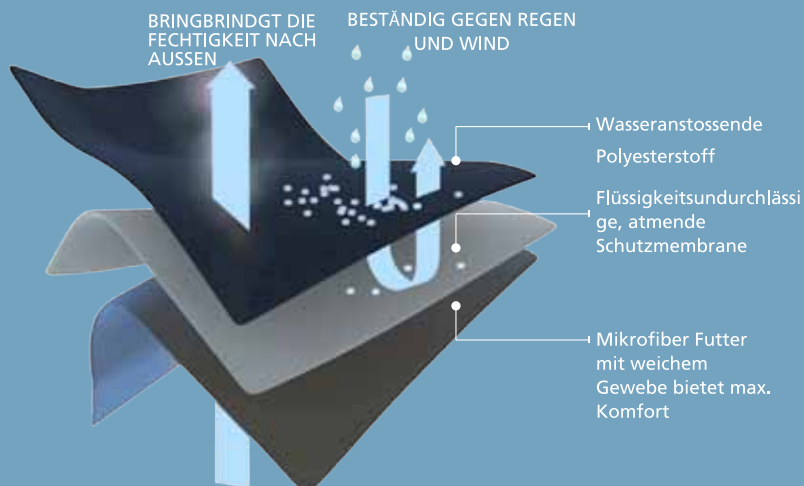 BRINGBRINDGT DIE
FECHTIGKEIT NACH
AUSSEN
BESTÄNDIG GEGEN REGEN
UND WIND
Wasseranstossende
Polyesterstoff
Flüssigkeitsundurchlässi
ge, atmende
Schutzmembrane
Mikrofiber Futter
mit weichem
Gewebe bietet max.
Komfort